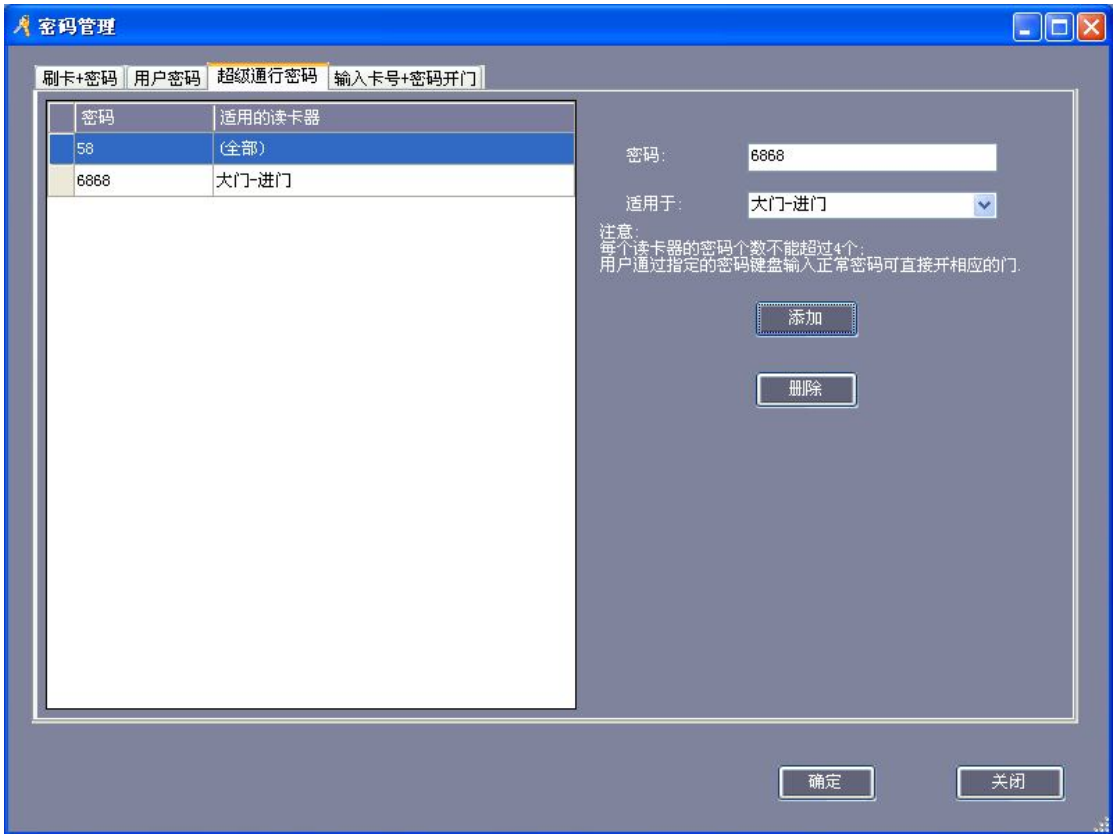 密码管理
刷卡+密码 用户密码 超级通行密码 输入卡号+密码开门
密码 适用的读卡器
58 (全部)
6868 大门-进门
密码: 6868
适用于: 大门-进门
注意:
每个读卡器的密码个数不能超过4个;
用户通过指定的密码键盘输入正常密码可直接开相应的门.
添加
删除
确定 关闭